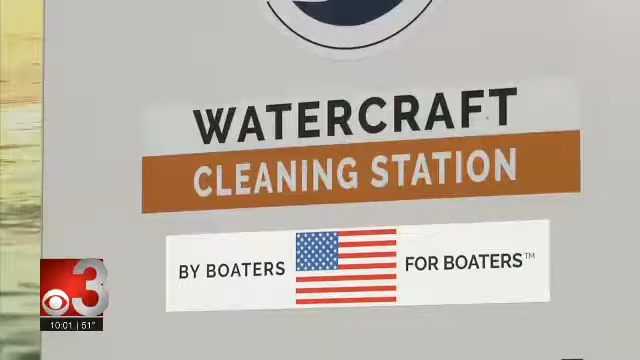 WATERCRAFT
CLEANING STATION
BY BOATERS FOR BOATERS™
3
10:01 | 51°